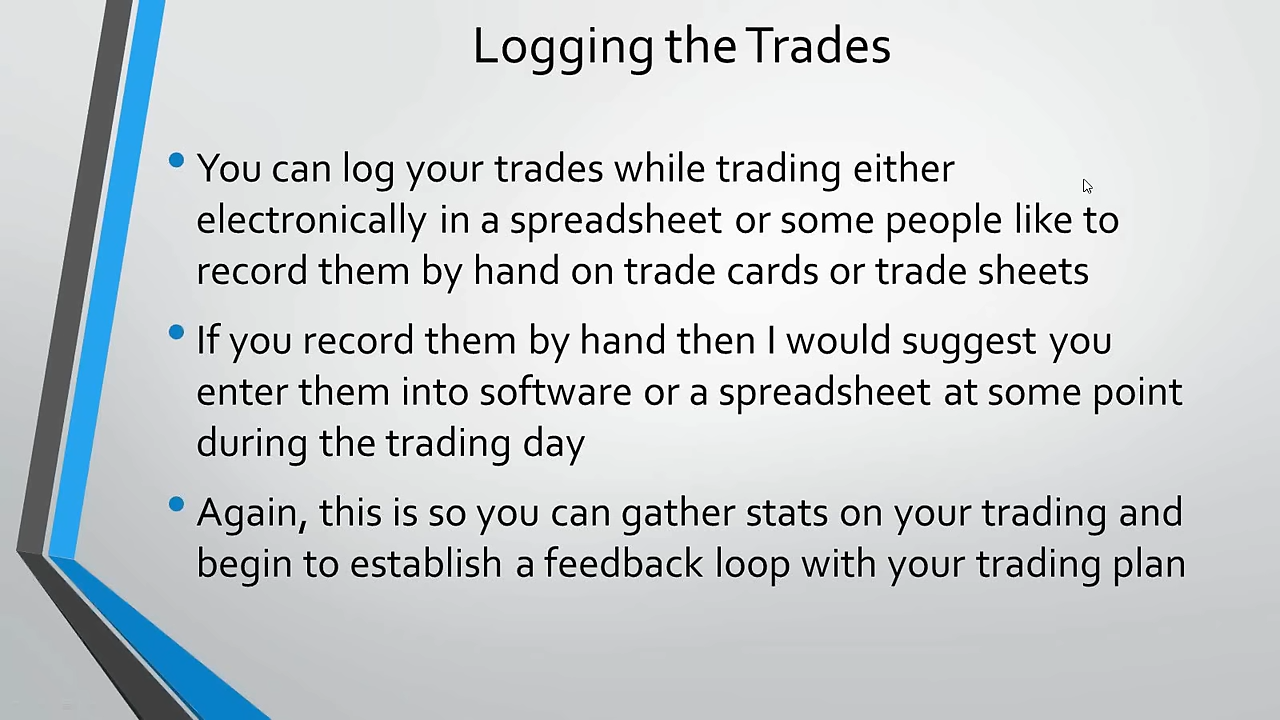 Logging the Trades
• You can log your trades while trading either
electronically in a spreadsheet or some people like to
record them by hand on trade cards or trade sheets
• If you record them by hand then I would suggest you
enter them into software or a spreadsheet at some point
during the trading day
• Again, this is so you can gather stats on your trading and
begin to establish a feedback loop with your trading plan